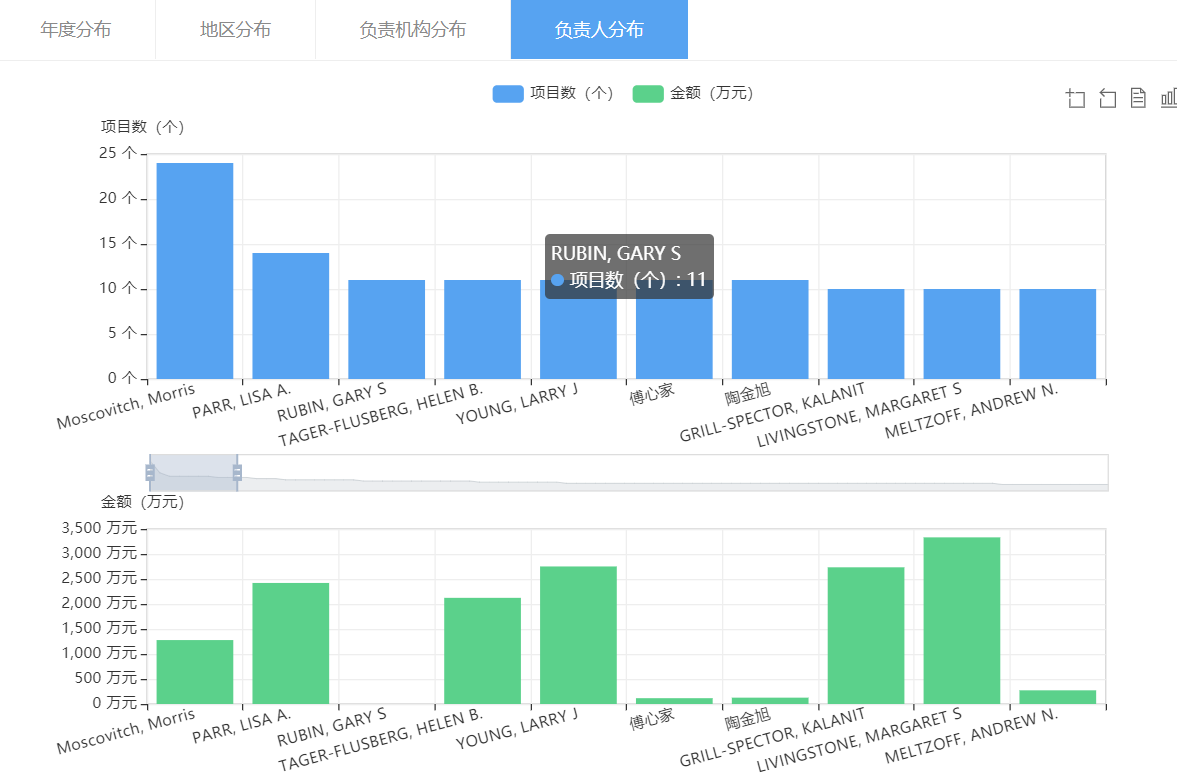 年度分布 地区分布 负责机构分布 负责人分布
项目数（个） 金额（万元）
项目数（个）
25 个
20 个
15 个
10 个
5 个
0 个
RUBIN, GARY S
项目数（个）: 11
Moscovitch, Morris PARR, LISA A. RUBIN, GARY S TAGER-FLUSBERG, HELEN B. YOUNG, LARRY J 傅心家 陶金旭 GRILL-SPECTOR, KALANIT LIVINGSTONE, MARGARET S MELTZOFF, ANDREW N.
金额（万元）
3,500 万元
3,000 万元
2,500 万元
2,000 万元
1,500 万元
1,000 万元
500 万元
0 万元
Moscovitch, Morris PARR, LISA A. RUBIN, GARY S TAGER-FLUSBERG, HELEN B. YOUNG, LARRY J 傅心家 陶金旭 GRILL-SPECTOR, KALANIT LIVINGSTONE, MARGARET S MELTZOFF, ANDREW N.